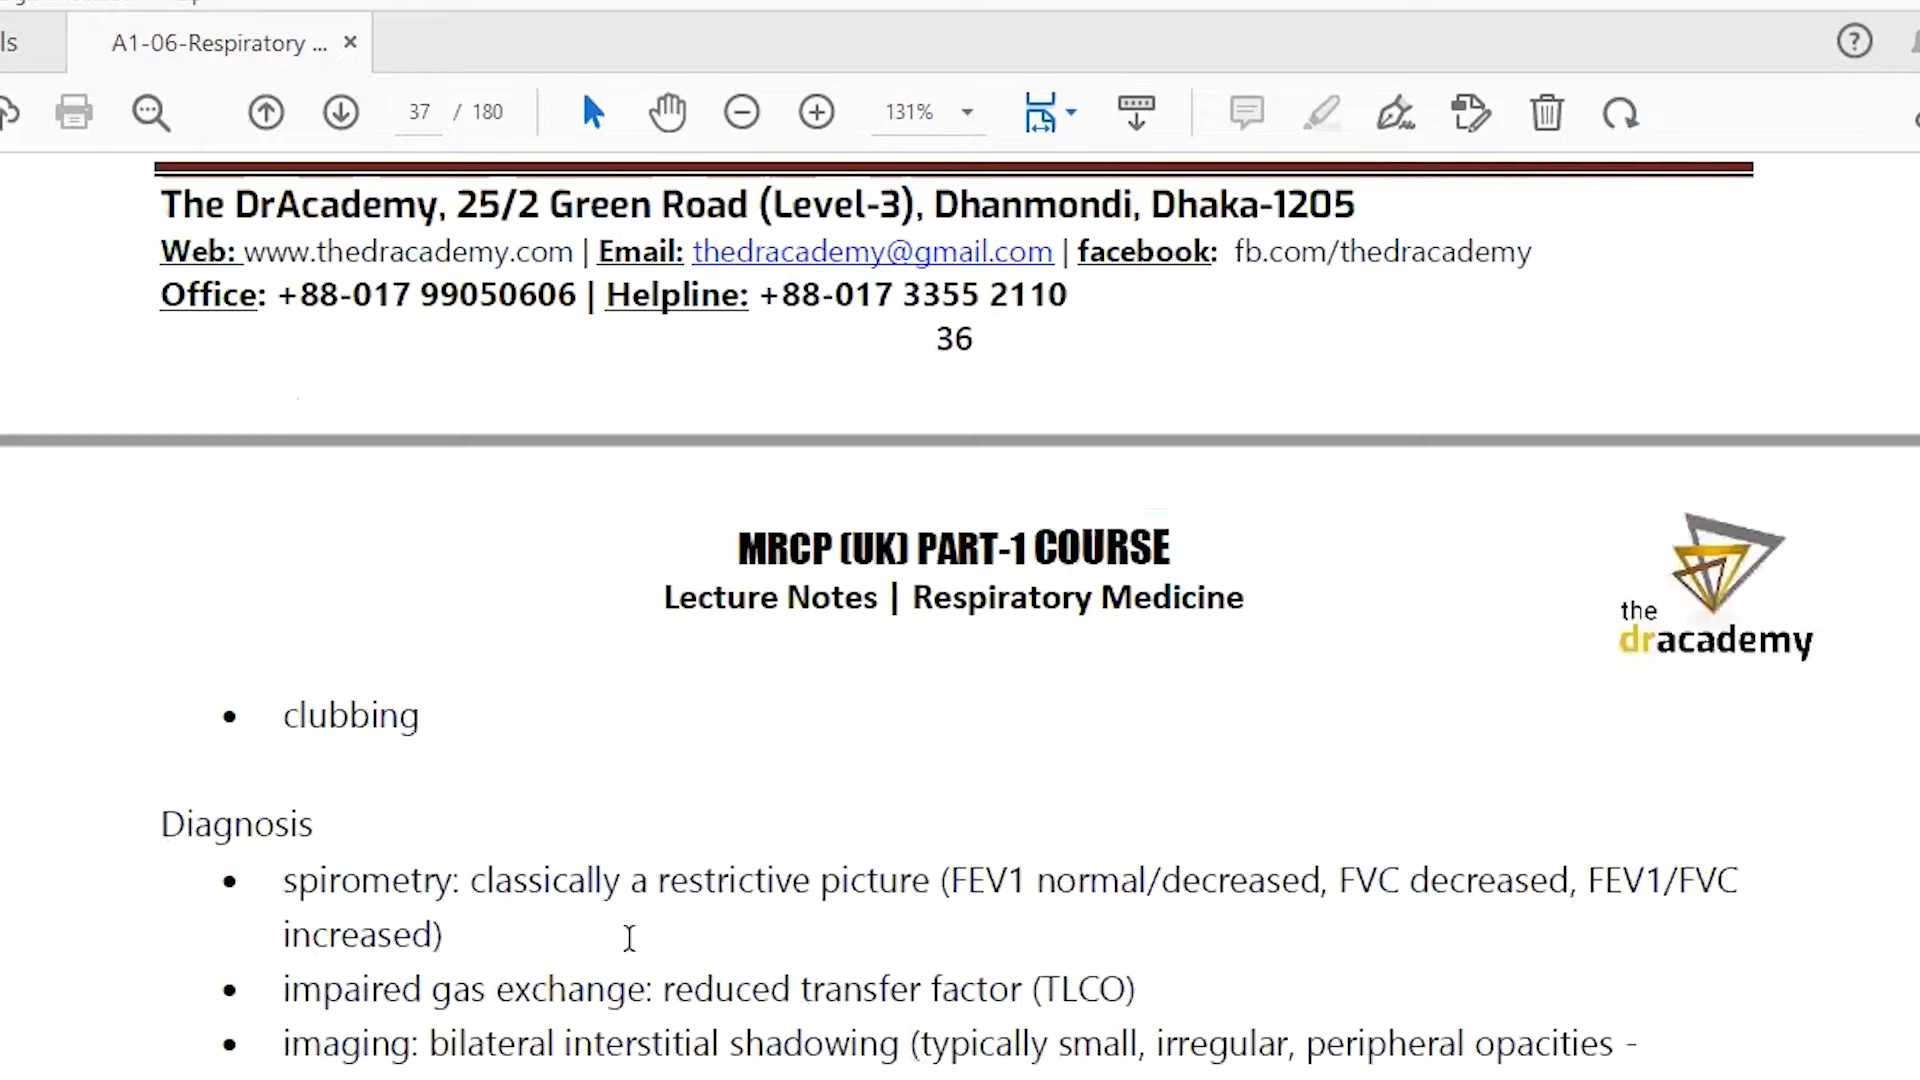 ls
A1-06-Respiratory ...
37 / 180
131%
The DrAcademy, 25/2 Green Road (Level-3), Dhanmondi, Dhaka-1205
Web: www.thedracademy.com | Email: thedracademy@gmail.com | facebook: fb.com/thedracademy
Office: +88-017 99050606 | Helpline: +88-017 3355 2110
36
MRCP (UK) PART-1 COURSE
Lecture Notes | Respiratory Medicine
the
dracademy
• clubbing
Diagnosis
• spirometry: classically a restrictive picture (FEV1 normal/decreased, FVC decreased, FEV1/FVC
increased)
• impaired gas exchange: reduced transfer factor (TLCO)
• imaging: bilateral interstitial shadowing (typically small, irregular, peripheral opacities -